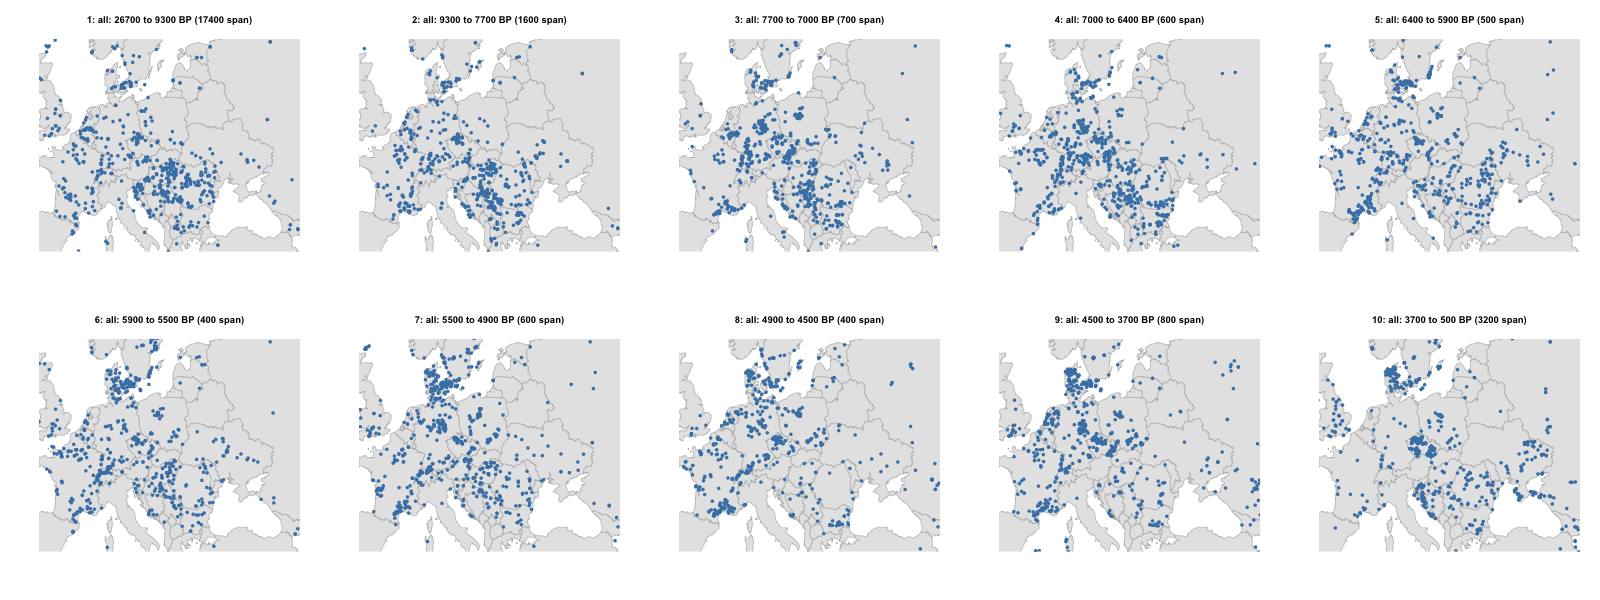 1: all: 26700 to 9300 BP (17400 span)
2: all: 9300 to 7700 BP (1600 span)
3: all: 7700 to 7000 BP (700 span)
4: all: 7000 to 6400 BP (600 span)
5: all: 6400 to 5900 BP (500 span)
6: all: 5900 to 5500 BP (400 span)
7: all: 5500 to 4900 BP (600 span)
8: all: 4900 to 4500 BP (400 span)
9: all: 4500 to 3700 BP (800 span)
10: all: 3700 to 500 BP (3200 span)